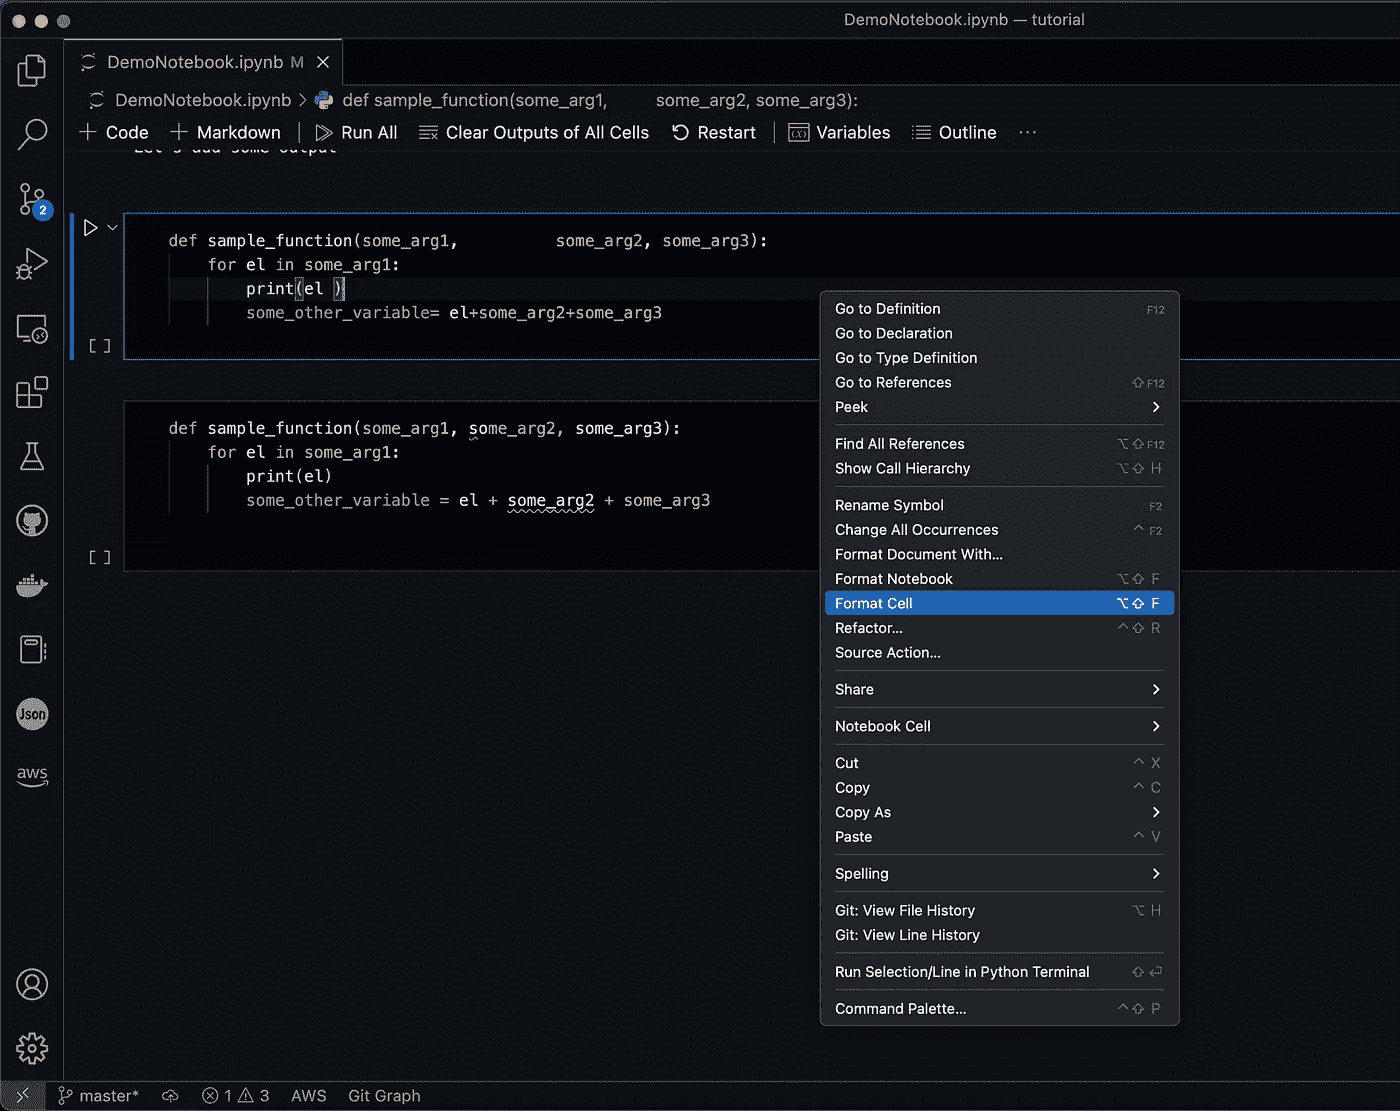 DemoNotebook.ipynb — tutorial
DemoNotebook.ipynb M
DemoNotebook.ipynb > def sample_function(some_arg1, some_arg2, some_arg3):
+ Code + Markdown | Run All Clear Outputs of All Cells Restart | Variables Outline ...
Let's add some output
2
def sample_function(some_arg1, some_arg2, some_arg3):
for el in some_arg1:
print(el )
some_other_variable= el+some_arg2+some_arg3
[ ]
def sample_function(some_arg1, some_arg2, some_arg3):
for el in some_arg1:
print(el)
some_other_variable = el + some_arg2 + some_arg3
[ ]
Go to Definition F12
Go to Declaration
Go to Type Definition
Go to References ⇧F12
Peek
Find All References ⌥⇧F12
Show Call Hierarchy ⌥⇧ H
Rename Symbol F2
Change All Occurrences ^ F2
Format Document With...
Format Notebook ⌥⇧ F
Format Cell ⌥⇧ F
Refactor... ^⇧ R
Source Action...
Share
Notebook Cell
Cut ^ X
Copy ^ C
Copy As
Paste ^ V
Spelling
Git: View File History ⌥ H
Git: View Line History
Run Selection/Line in Python Terminal ⇧⏎
Command Palette... ^⇧ P
Json
aws
master* 1 3 AWS Git Graph